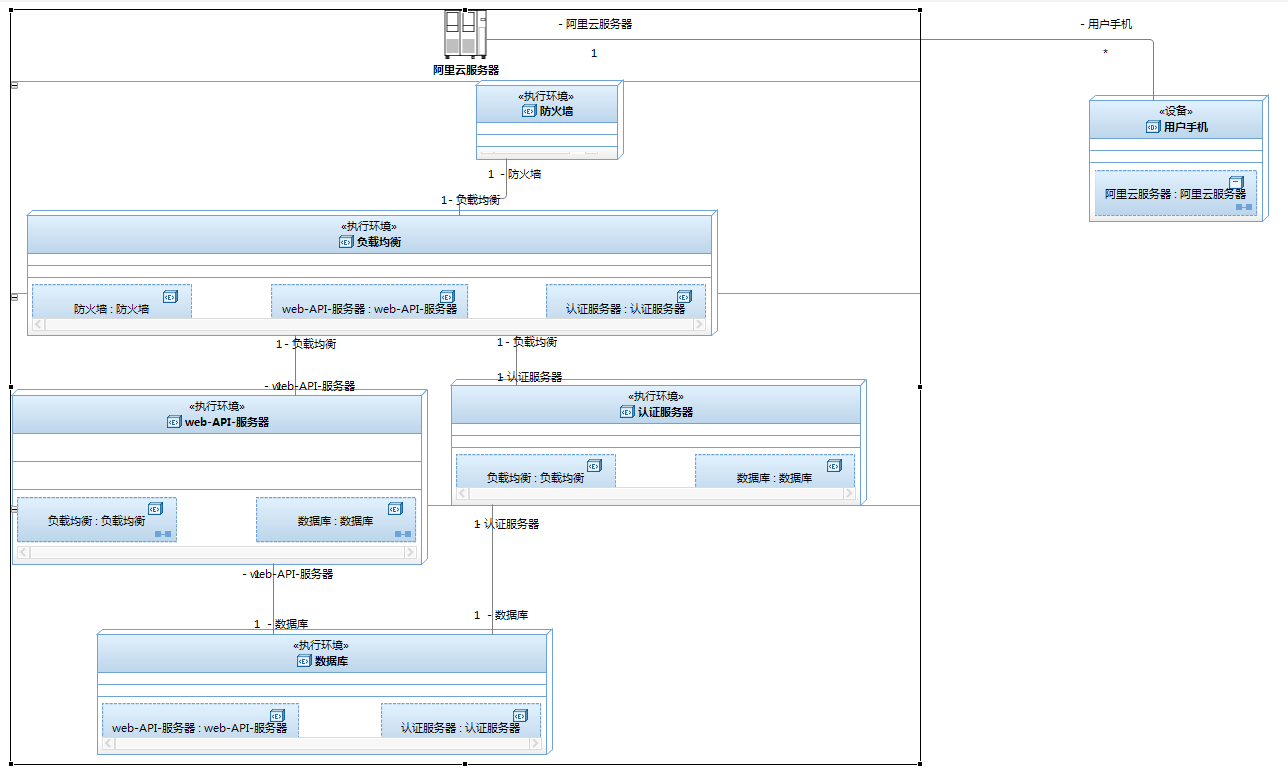 - 阿里云服务器
1
- 用户手机
*
阿里云服务器
«执行环境»
防火墙
«设备»
用户手机
阿里云服务器 : 阿里云服务器
1 - 防火墙
1 - 负载均衡
«执行环境»
负载均衡
防火墙 : 防火墙
web-API-服务器 : web-API-服务器
认证服务器 : 认证服务器
1 - 负载均衡
1 - 负载均衡
- web-API-服务器
1
1 - 认证服务器
«执行环境»
web-API-服务器
«执行环境»
认证服务器
负载均衡 : 负载均衡
数据库 : 数据库
负载均衡 : 负载均衡
数据库 : 数据库
1 - 认证服务器
- web-API-服务器
1
1 - 数据库
1 - 数据库
«执行环境»
数据库
web-API-服务器 : web-API-服务器
认证服务器 : 认证服务器